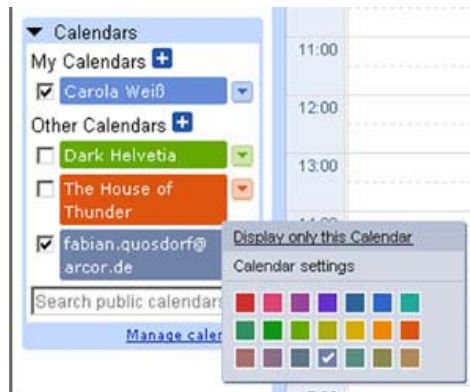 Calendars
My Calendars
Carola Weiß
Other Calendars
Dark Helvetia
The House of
Thunder
fabian.quosdorf@
arcor.de
Search public calendars
Manage caler
11:00
12:00
13:00
Display only this Calendar
Calendar settings